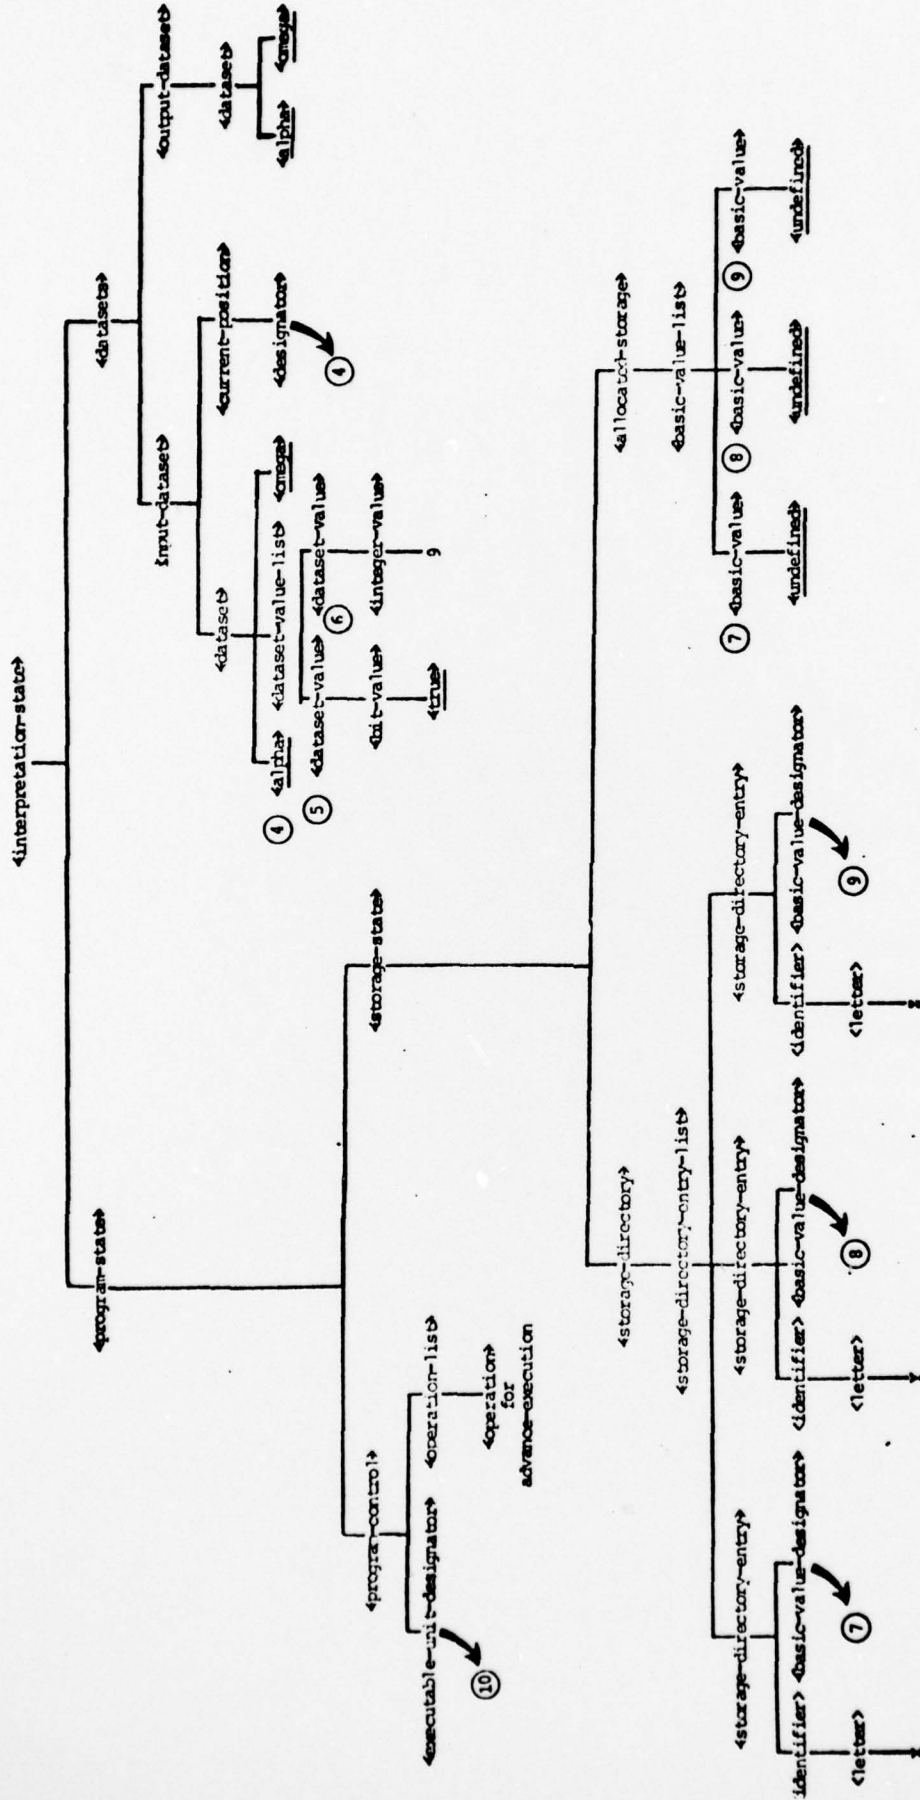 <interpretation-state>
<program-state> <datasets>
<input-dataset> <output-dataset>
<dataset> <current-position> <dataset>
4 <alpha> <dataset-value-list> <omega> <designator> <alpha> <omega>
5 <dataset-value> 6 <dataset-value> 4
<program-control> <storage-state> <bit-value> <integer-value>
<executable-unit-designator> <operation-list> <true> 9
10 <operation>
for
advance-execution
<storage-directory> <allocated-storage>
<storage-directory-entry-list> <basic-value-list>
<storage-directory-entry> <storage-directory-entry> <storage-directory-entry> 7 <basic-value> 8 <basic-value> 9 <basic-value>
identifier> <basic-value-designator> <identifier> <basic-value-designator> <identifier> <basic-value-designator> <undefined> <undefined> <undefined>
<letter> 7 <letter> 8 <letter> 9